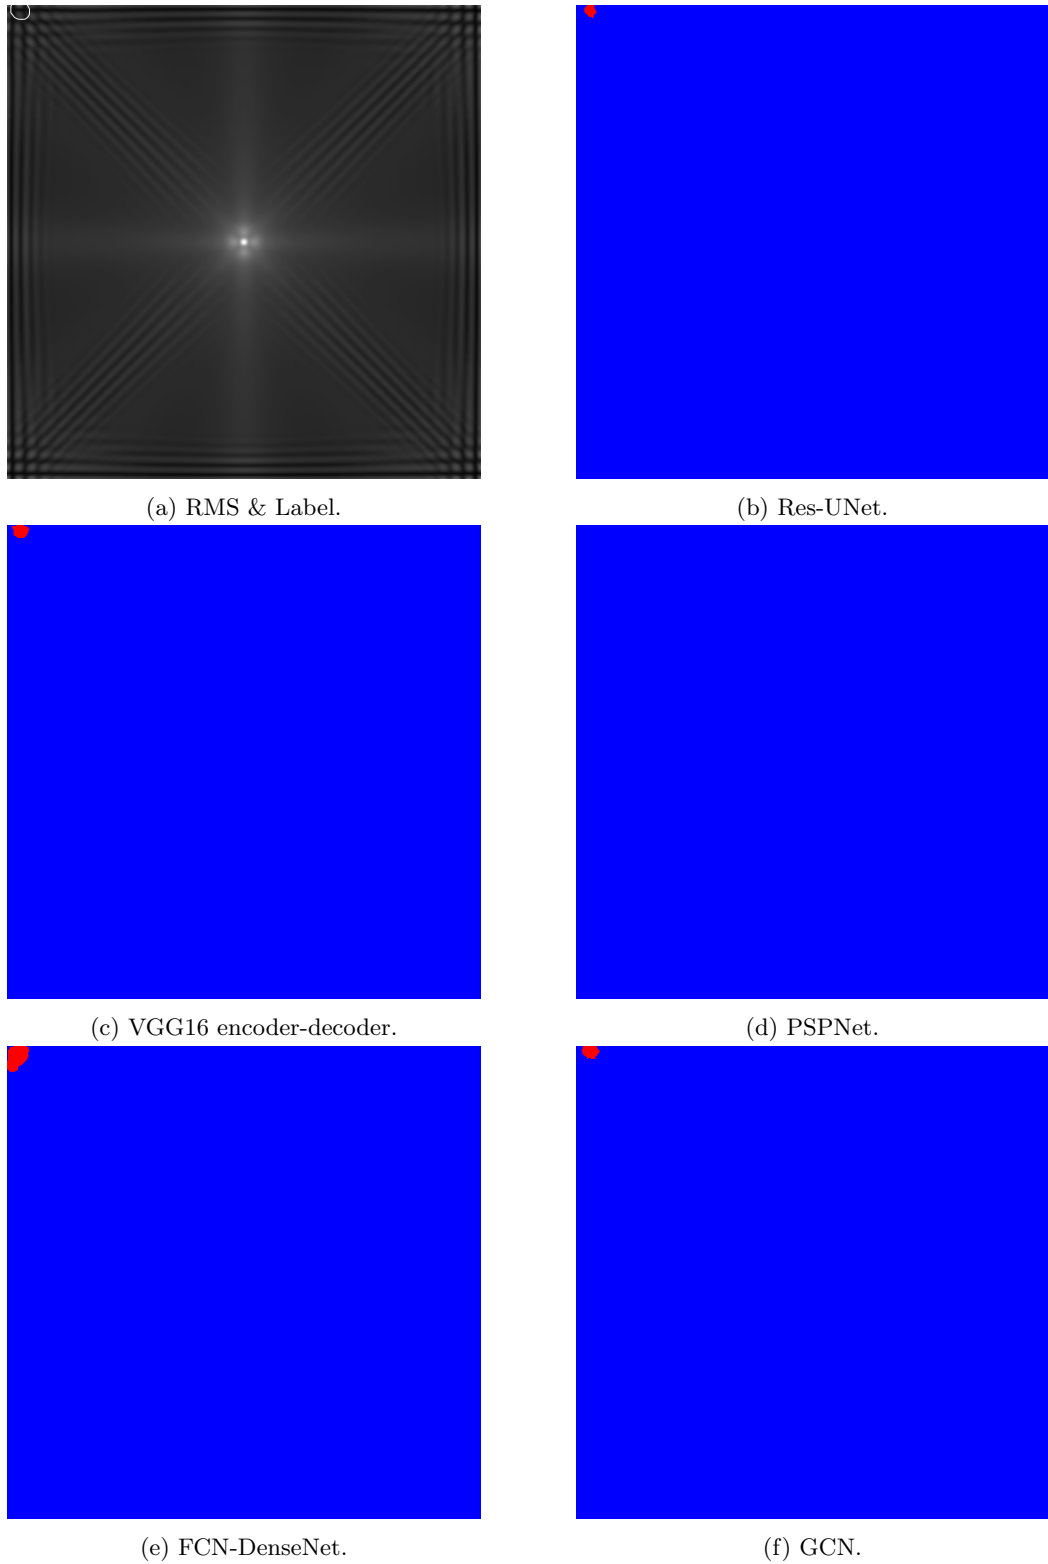 (a) RMS & Label.
(b) Res-UNet.
(c) VGG16 encoder-decoder.
(d) PSPNet.
(e) FCN-DenseNet.
(f) GCN.